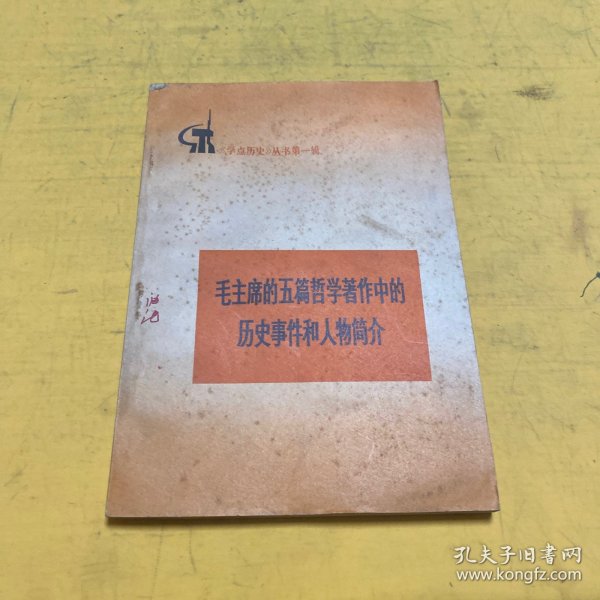 《学点历史》丛书第一辑
毛主席的五篇哲学著作中的
历史事件和人物简介
孔夫子旧书网
www.kongfz.com